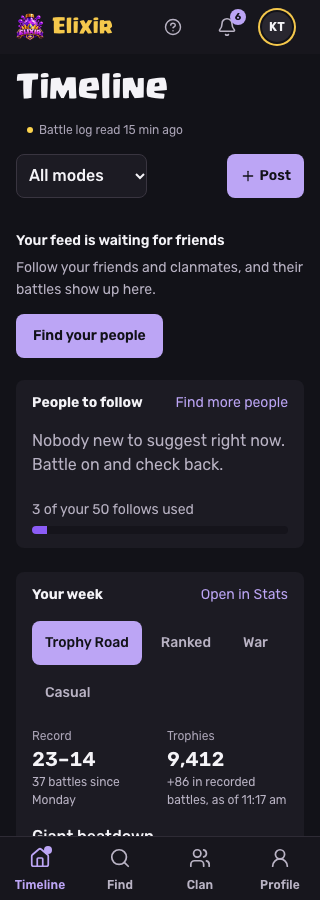 Elixir
6
KT
Timeline
Battle log read 15 min ago
All modes
+ Post
Your feed is waiting for friends
Follow your friends and clanmates, and their
battles show up here.
Find your people
People to follow
Find more people
Nobody new to suggest right now.
Battle on and check back.
3 of your 50 follows used
Your week
Open in Stats
Trophy Road
Ranked
War
Casual
Record
23–14
37 battles since
Monday
Trophies
9,412
+86 in recorded
battles, as of 11:17 am
Giant beatdown
Timeline
Find
Clan
Profile